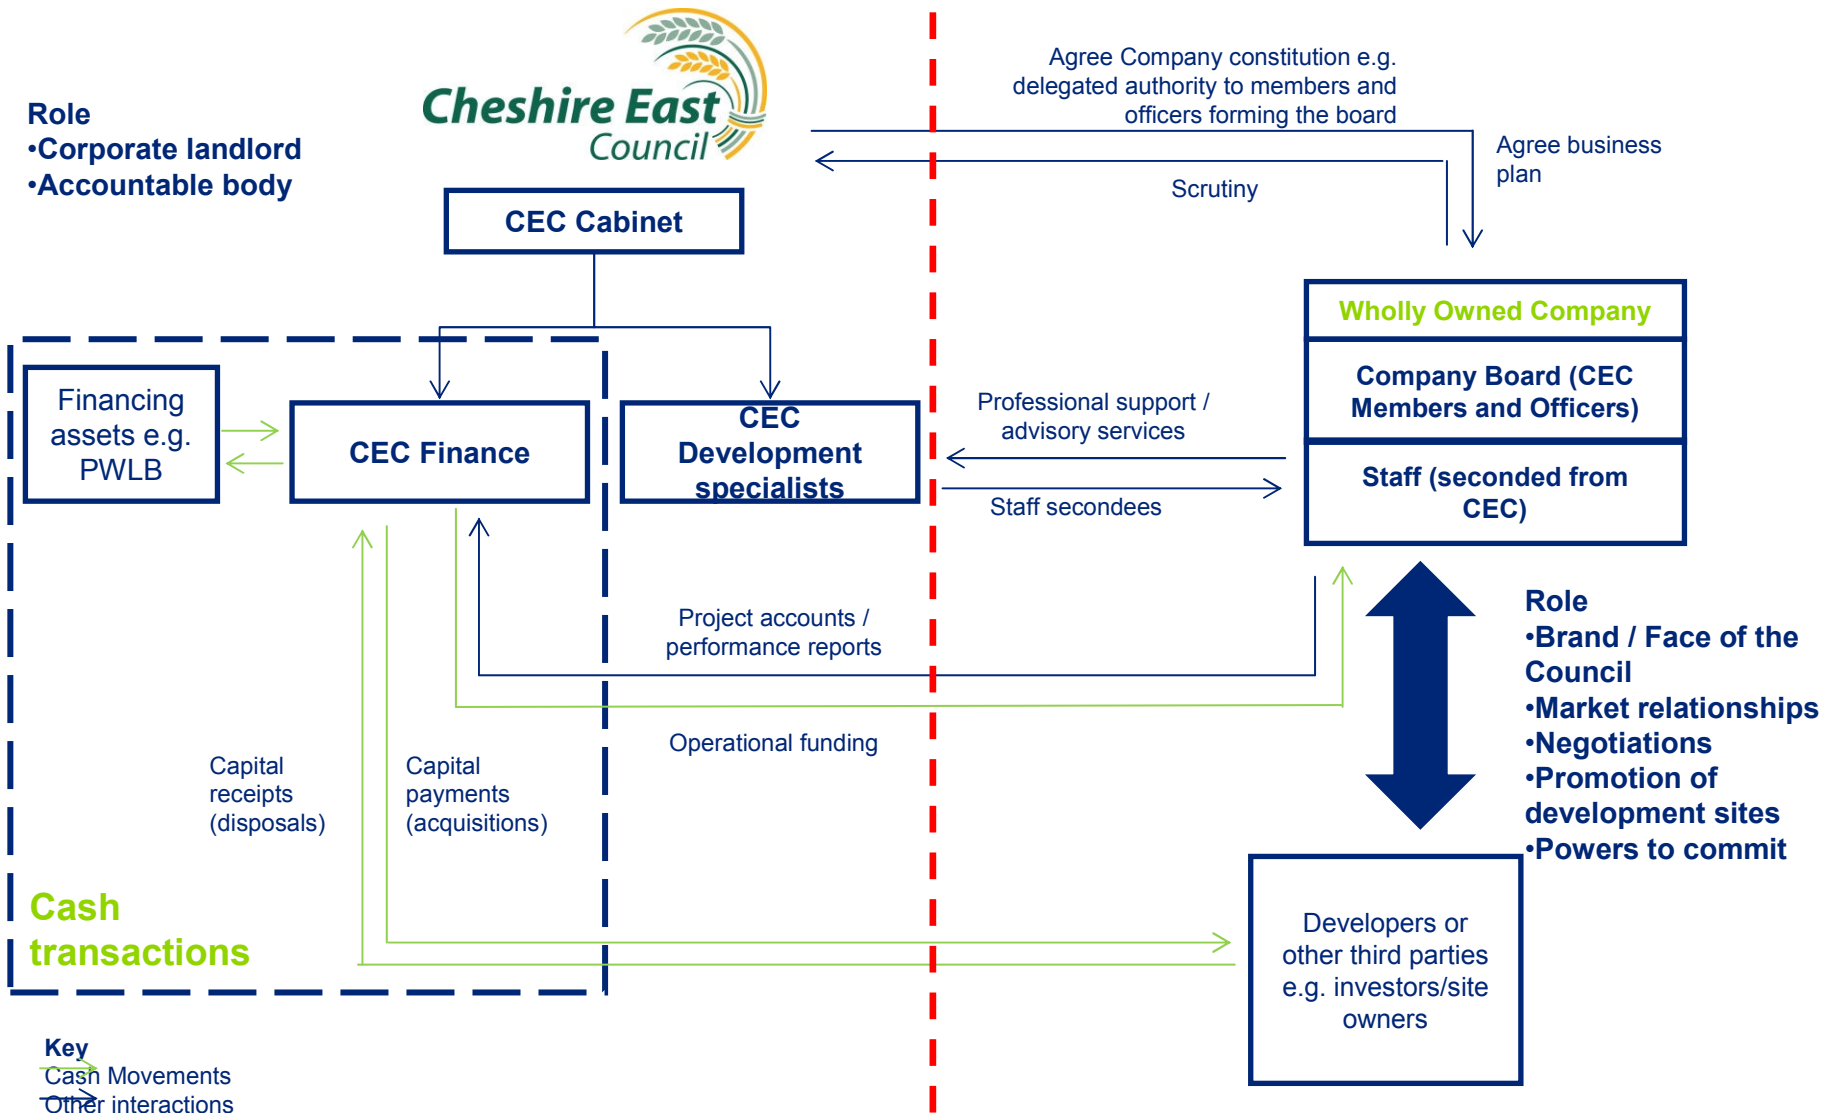 Cheshire East
Council
Role
•Corporate landlord
•Accountable body
Agree Company constitution e.g.
delegated authority to members and
officers forming the board
Agree business
plan
Scrutiny
CEC Cabinet
Wholly Owned Company
Company Board (CEC
Members and Officers)
Staff (seconded from
CEC)
Financing
assets e.g.
PWLB
CEC Finance
CEC
Development
specialists
Professional support /
advisory services
Staff secondees
Project accounts /
performance reports
Operational funding
Role
•Brand / Face of the
Council
•Market relationships
•Negotiations
•Promotion of
development sites
•Powers to commit
Capital
receipts
(disposals)
Capital
payments
(acquisitions)
Cash
transactions
Developers or
other third parties
e.g. investors/site
owners
Key
Cash Movements
Other interactions